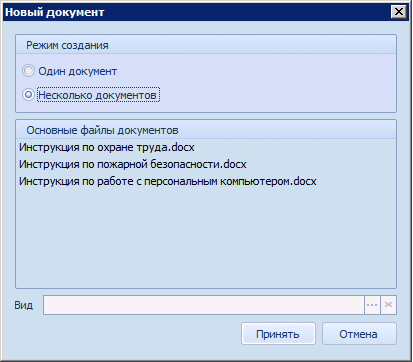 Новый документ
Режим создания
Один документ
Несколько документов
Основные файлы документов
Инструкция по охране труда.docx
Инструкция по пожарной безопасности.docx
Инструкция по работе с персональным компьютером.docx
Вид
Принять Отмена